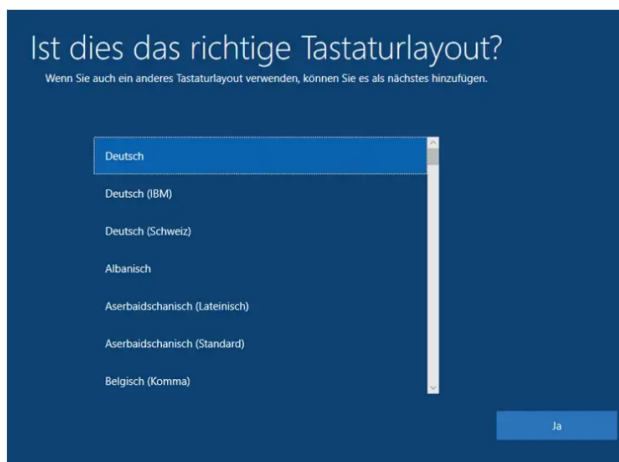 Ist dies das richtige Tastaturlayout?
Wenn Sie auch ein anderes Tastaturlayout verwenden, können Sie es als nächstes hinzufügen.
Deutsch
Deutsch (IBM)
Deutsch (Schweiz)
Albanisch
Aserbaidschanisch (Lateinisch)
Aserbaidschanisch (Standard)
Belgisch (Komma)
Ja